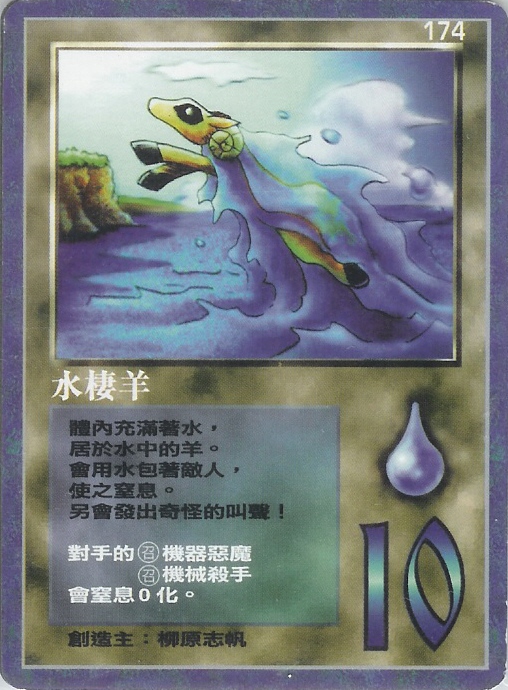 174
水棲羊
體內充滿著水，
居於水中的羊。
會用水包著敵人，
使之窒息。
另會發出奇怪的叫聲！
對手的㊁機器惡魔
㊁機械殺手
會窒息0化。
創造主：柳原志帆
10